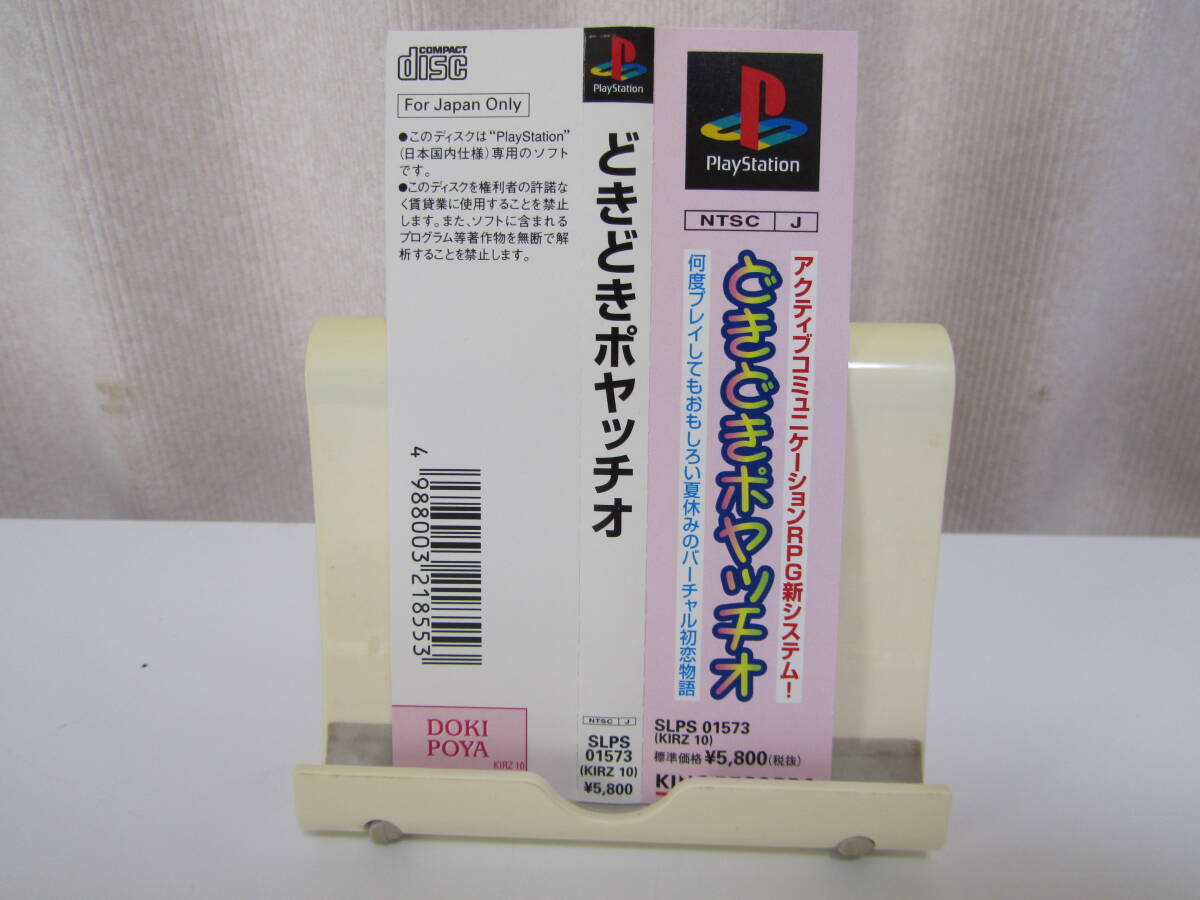 COMPACT
disc
For Japan Only
●このディスクは“PlayStation”
(日本国内仕様)専用のソフト
です。
●このディスクを権利者の許諾な
く賃貸業に使用することを禁止
します。また、ソフトに含まれる
プログラム等著作物を無断で解
析することを禁止します。
4 988003 218553
DOKI
POYA
KIRZ 10
PlayStation
どきどきポヤッチオ
NTSC J
SLPS
01573
(KIRZ 10)
¥5,800
PlayStation
NTSC J
アクティブコミュニケーションRPG新システム!
どきどきポヤッチオ
何度プレイしてもおもしろい夏休みのバーチャル初恋物語
SLPS 01573
(KIRZ 10)
標準価格¥5,800(税抜)